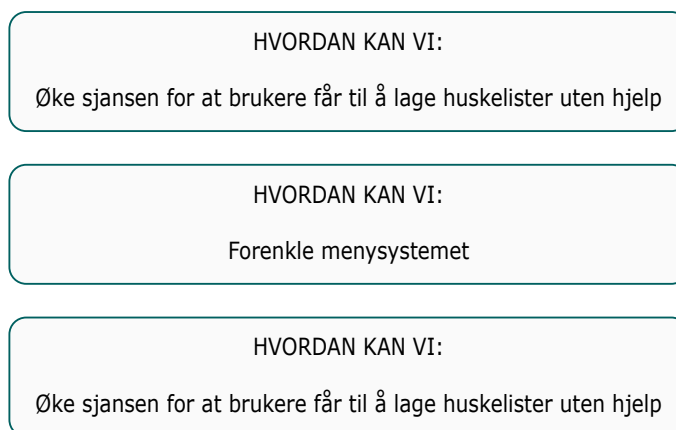 HVORDAN KAN VI:
Øke sjansen for at brukere får til å lage huskelister uten hjelp
HVORDAN KAN VI:
Forenkle menysystemet
HVORDAN KAN VI:
Øke sjansen for at brukere får til å lage huskelister uten hjelp